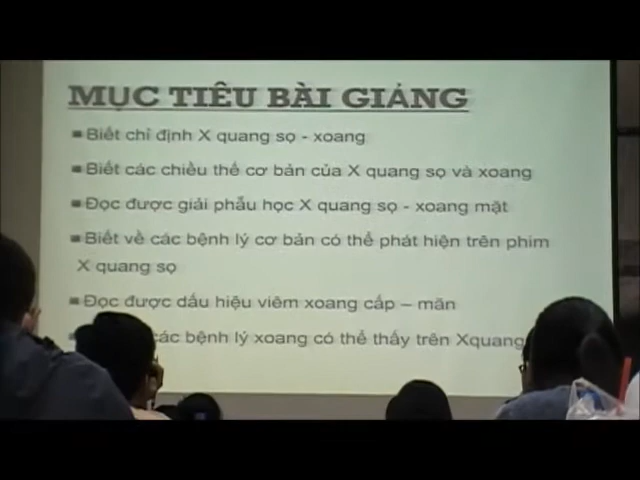 MỤC TIÊU BÀI GIẢNG
Biết chỉ định X quang sọ - xoang
Biết các chiều thế cơ bản của X quang sọ và xoang
Đọc được giải phẫu học X quang sọ - xoang mặt
Biết về các bệnh lý cơ bản có thể phát hiện trên phim
X quang sọ
Đọc được dấu hiệu viêm xoang cấp – mãn
các bệnh lý xoang có thể thấy trên Xquang